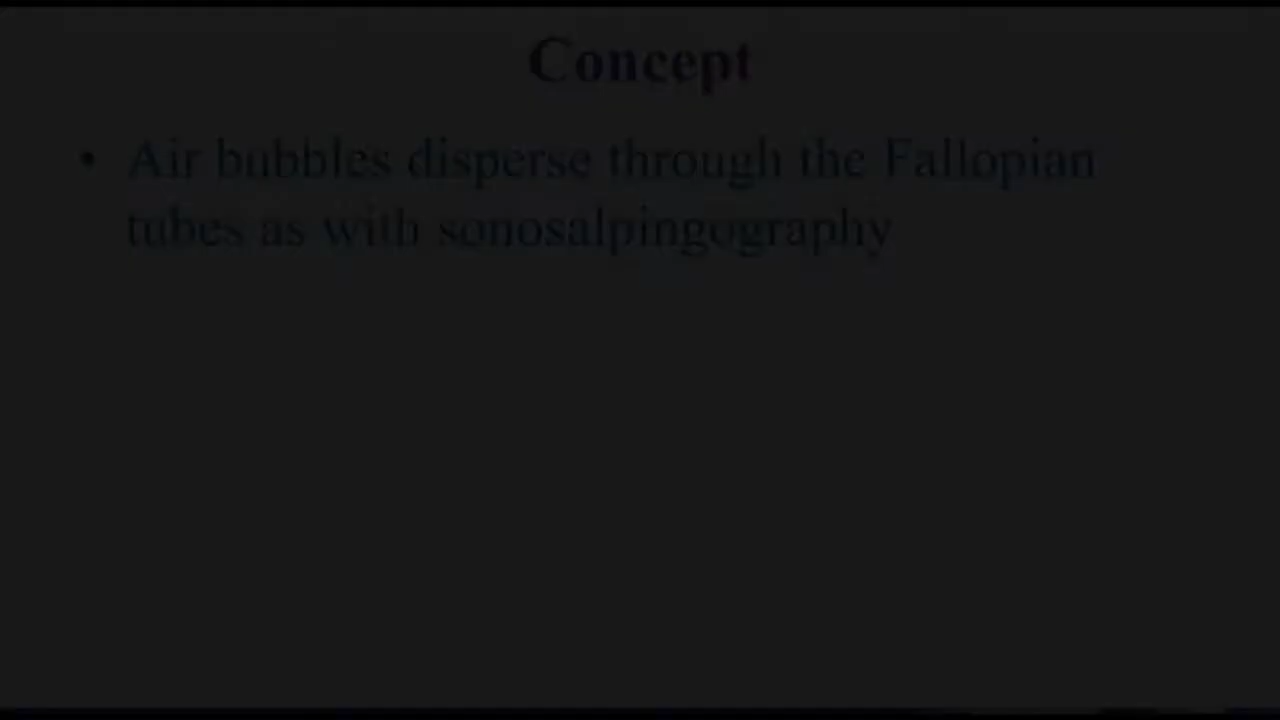 Concept
• Air bubbles disperse through the Fallopian
tubes as with sonosalpingography